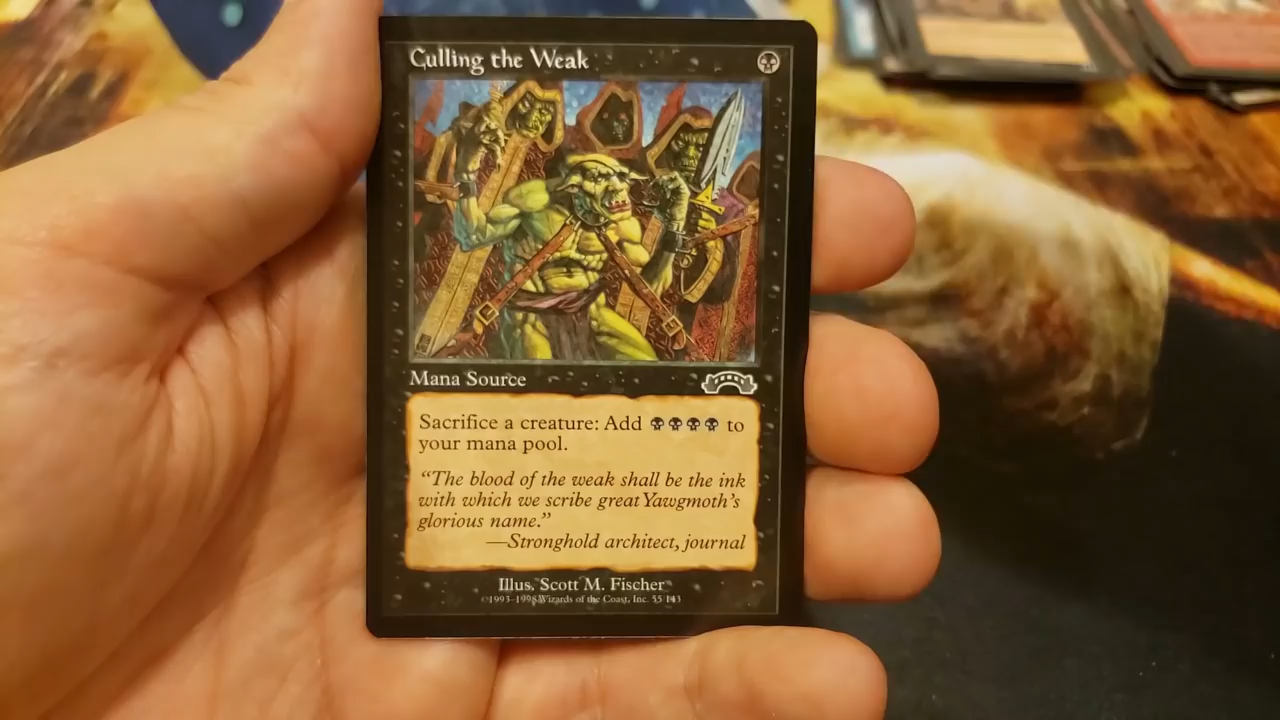 Culling the Weak
Mana Source
Sacrifice a creature: Add to
your mana pool.
“The blood of the weak shall be the ink
with which we scribe great Yawgmoth’s
glorious name.”
—Stronghold architect, journal
Illus. Scott M. Fischer
©1993–1998 Wizards of the Coast, Inc. 55/143